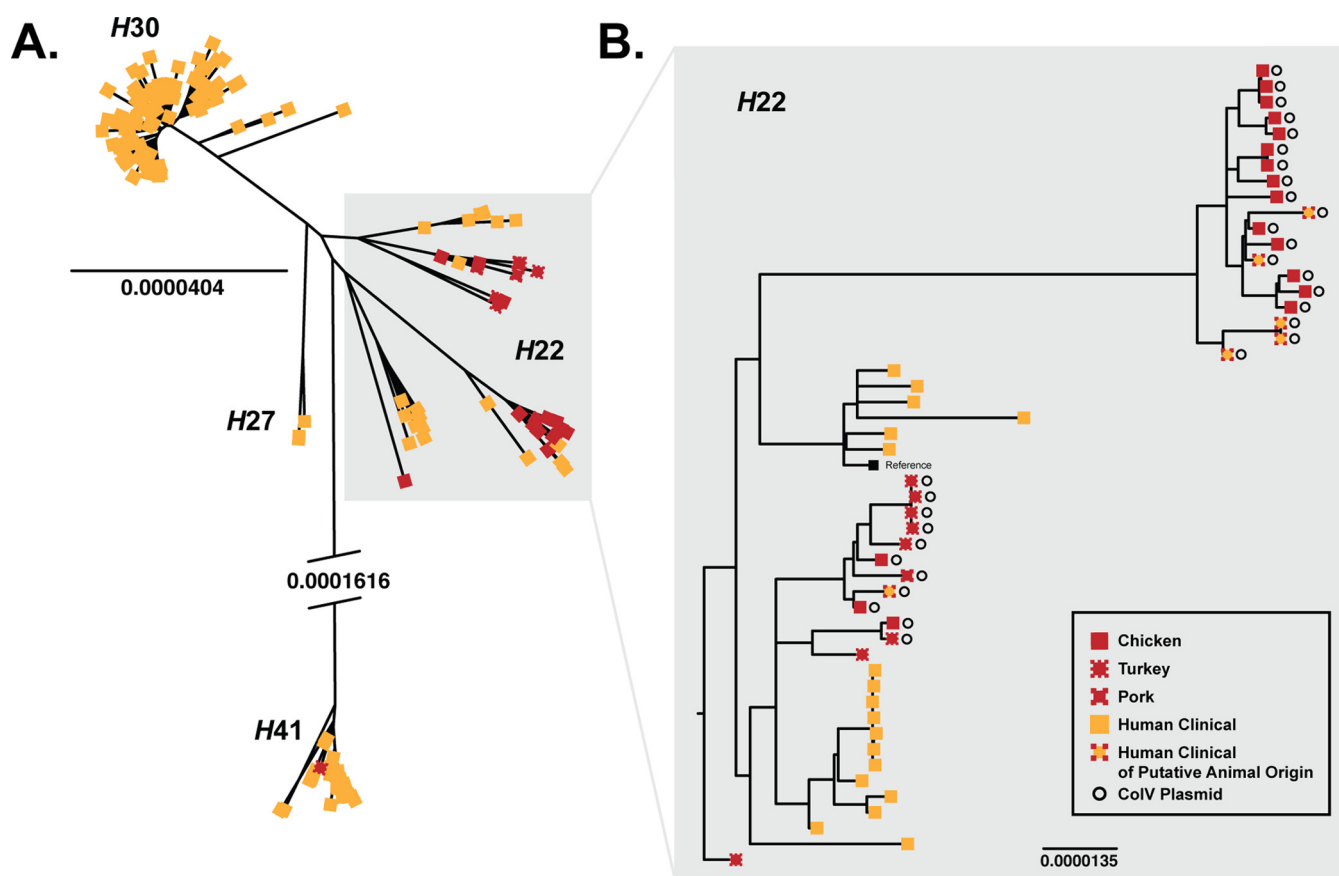 A.
H30
0.0000404
H22
H27
0.0001616
H41
B.
H22
Reference
Chicken
Turkey
Pork
Human Clinical
Human Clinical
of Putative Animal Origin
ColV Plasmid
0.0000135